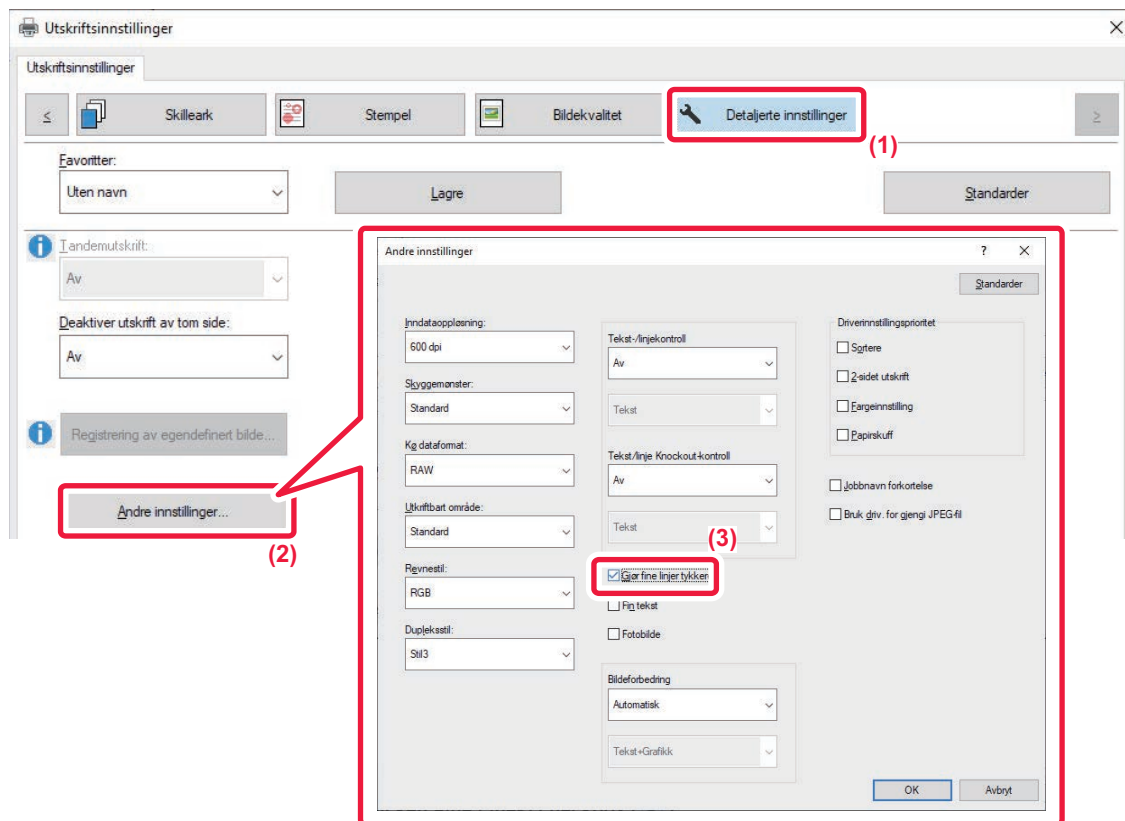 Utskriftsinnstillinger
Utskriftsinnstillinger
<
Skilleark
Stempel
Bildekvalitet
Detaljerte innstillinger
>
(1)
Favoritter:
Uten navn
Lagre
Standarder
Tandemutskrift:
Av
Deaktiver utskrift av tom side:
Av
Registrering av egendefinert bilde...
Andre innstillinger...
(2)
Andre innstillinger
?
Standarder
Inndataoppløsning:
600 dpi
Skyggemønster:
Standard
Kø dataformat:
RAW
Utkriftbart område:
Standard
Revnestil:
RGB
Dupleksstil:
Stil3
Tekst-/linjekontroll
Av
Tekst
Tekst/linje Knockout-kontroll
Av
Tekst
(3)
Gjør fine linjer tykker
Fin tekst
Fotobilde
Bildeforbedring
Automatisk
Tekst+Grafikk
Driverinnstillingsprioritet
Sortere
2-sidet utskrift
Fargeinnstilling
Papirskuff
Jobbnavn forkortelse
Bruk driv. for gjengi JPEG-fil
OK
Avbryt